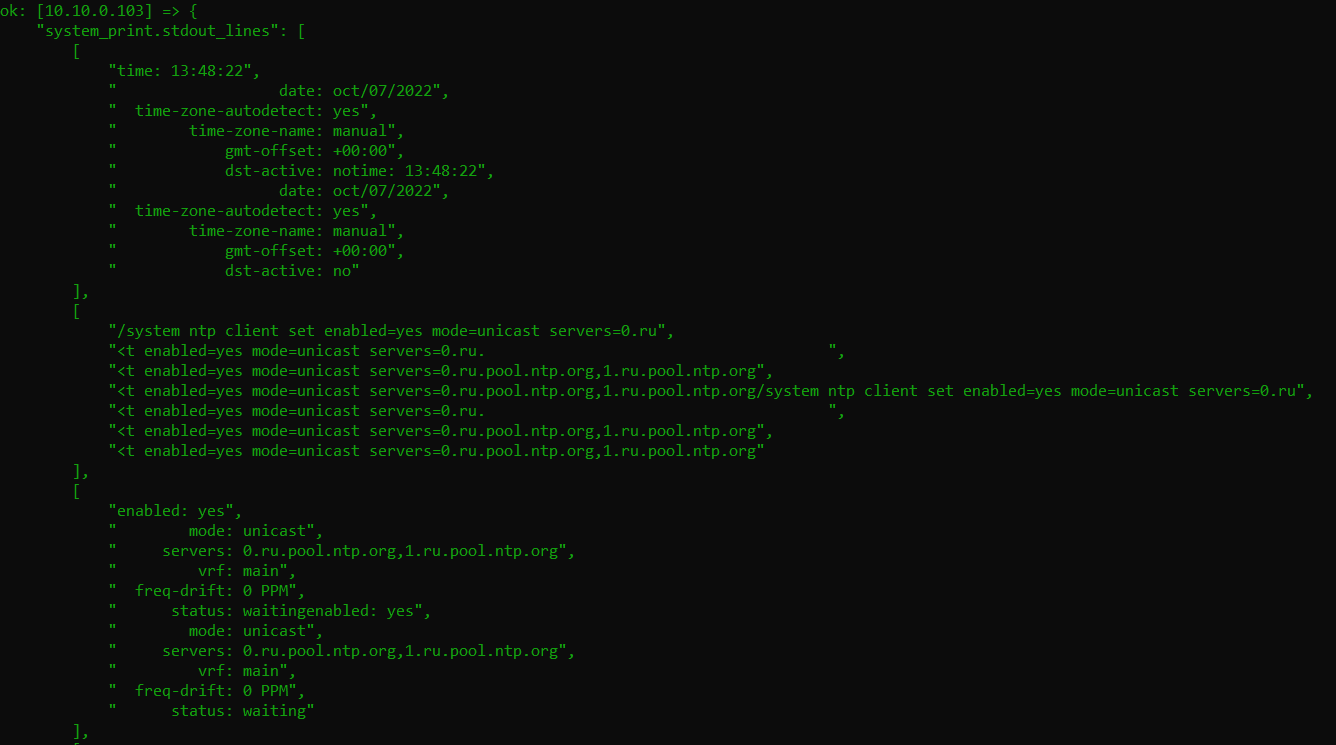 ok: [10.10.0.103] => {
    "system_print.stdout_lines": [
        [
            "time: 13:48:22",
            "                  date: oct/07/2022",
            "  time-zone-autodetect: yes",
            "        time-zone-name: manual",
            "            gmt-offset: +00:00",
            "            dst-active: notime: 13:48:22",
            "                  date: oct/07/2022",
            "  time-zone-autodetect: yes",
            "        time-zone-name: manual",
            "            gmt-offset: +00:00",
            "            dst-active: no"
        ],
        [
            "/system ntp client set enabled=yes mode=unicast servers=0.ru",
            "<t enabled=yes mode=unicast servers=0.ru.                                      ",
            "<t enabled=yes mode=unicast servers=0.ru.pool.ntp.org,1.ru.pool.ntp.org",
            "<t enabled=yes mode=unicast servers=0.ru.pool.ntp.org,1.ru.pool.ntp.org/system ntp client set enabled=yes mode=unicast servers=0.ru",
            "<t enabled=yes mode=unicast servers=0.ru.                                      ",
            "<t enabled=yes mode=unicast servers=0.ru.pool.ntp.org,1.ru.pool.ntp.org",
            "<t enabled=yes mode=unicast servers=0.ru.pool.ntp.org,1.ru.pool.ntp.org"
        ],
        [
            "enabled: yes",
            "        mode: unicast",
            "     servers: 0.ru.pool.ntp.org,1.ru.pool.ntp.org",
            "         vrf: main",
            "  freq-drift: 0 PPM",
            "      status: waitingenabled: yes",
            "        mode: unicast",
            "     servers: 0.ru.pool.ntp.org,1.ru.pool.ntp.org",
            "         vrf: main",
            "  freq-drift: 0 PPM",
            "      status: waiting"
        ],
        [